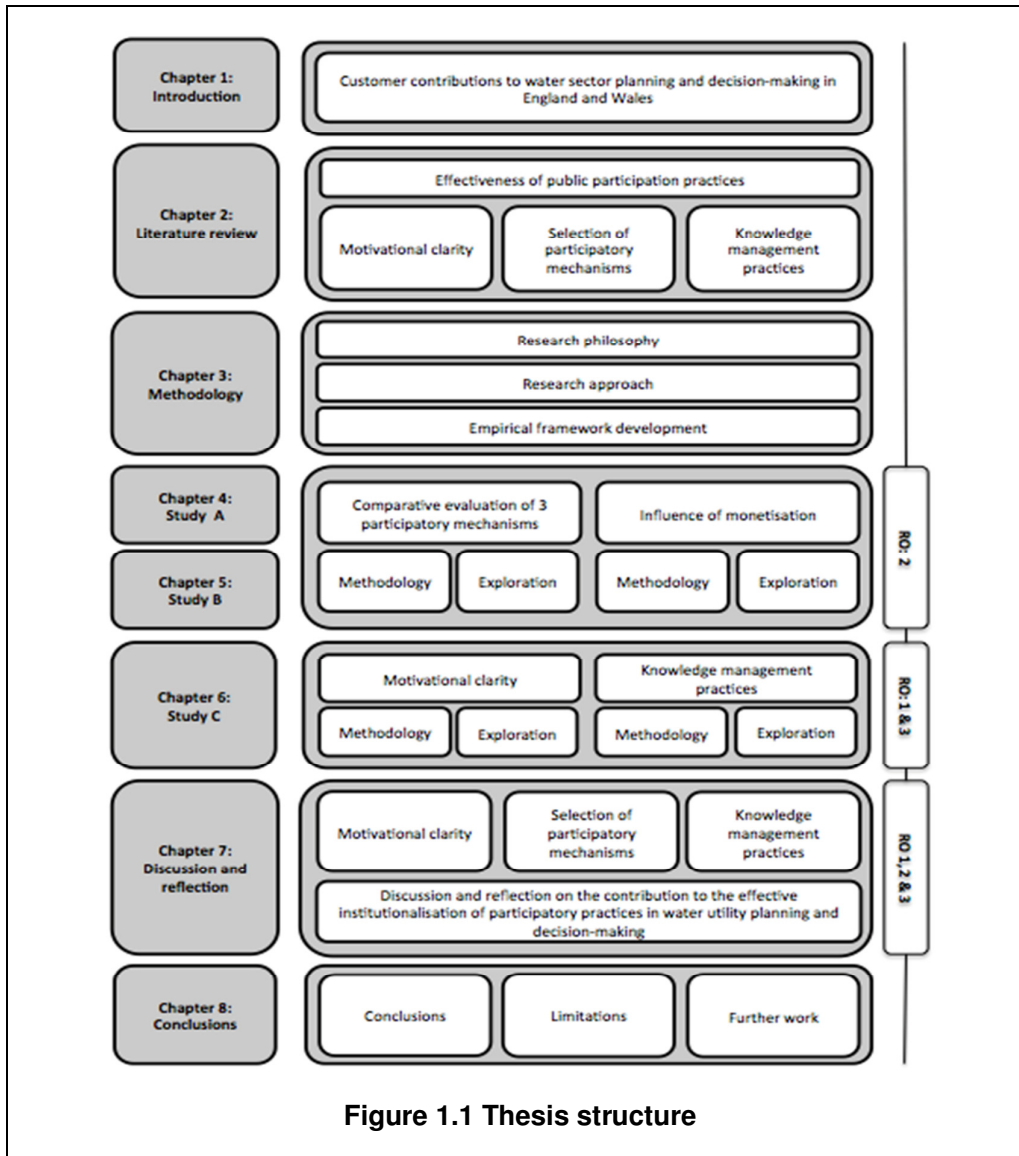 Chapter 1:
Introduction
Customer contributions to water sector planning and decision-making in
England and Wales
Chapter 2:
Literature review
Effectiveness of public participation practices
Motivational clarity
Selection of
participatory
mechanisms
Knowledge
management
practices
Chapter 3:
Methodology
Research philosophy
Research approach
Empirical framework development
Chapter 4:
Study A
Comparative evaluation of 3
participatory mechanisms
Influence of monetisation
Chapter 5:
Study B
Methodology
Exploration
Methodology
Exploration
RO: 2
Chapter 6:
Study C
Motivational clarity
Knowledge management
practices
Methodology
Exploration
Methodology
Exploration
RO: 1 & 3
Chapter 7:
Discussion and
reflection
Motivational clarity
Selection of
participatory
mechanisms
Knowledge
management
practices
Discussion and reflection on the contribution to the effective
institutionalisation of participatory practices in water utility planning and
decision-making
RO 1, 2 & 3
Chapter 8:
Conclusions
Conclusions
Limitations
Further work
Figure 1.1 Thesis structure